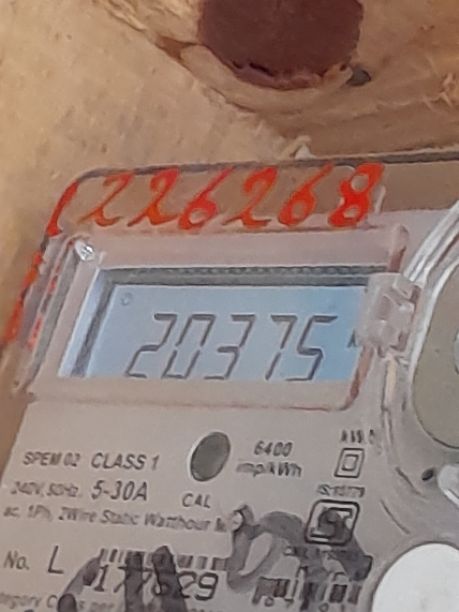 226268
20375
SPEM 02 CLASS 1
6400
imp/kWh
240V, 50Hz, 5-30A
CAL
ac, 1Ph, 2Wire Static Watthour
No. L